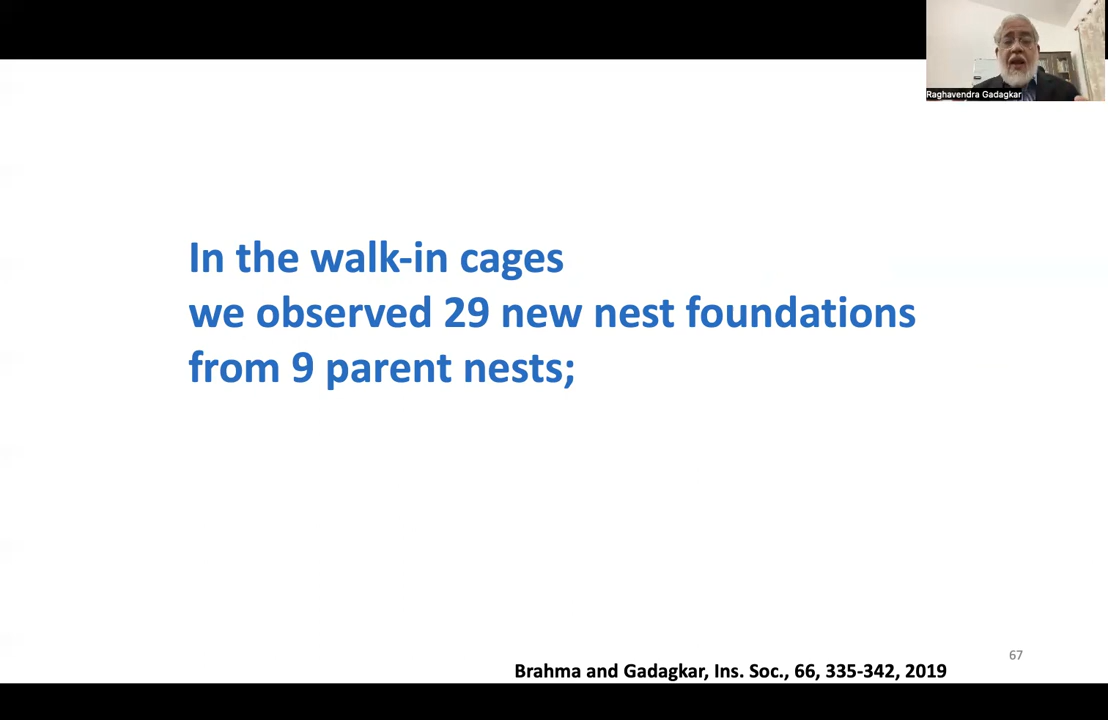 Raghavendra Gadagkar
In the walk-in cages
we observed 29 new nest foundations
from 9 parent nests;
67
Brahma and Gadagkar, Ins. Soc., 66, 335-342, 2019